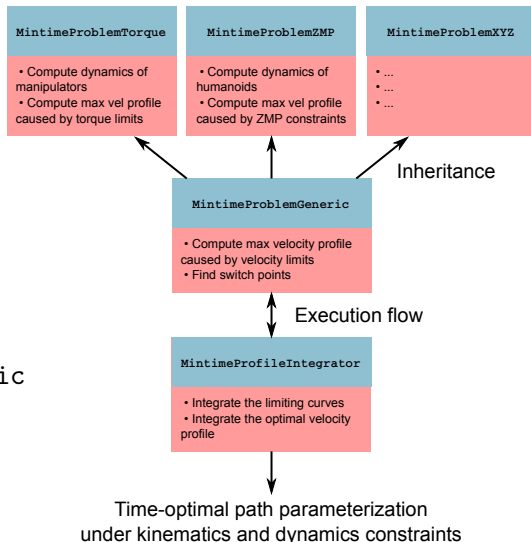 MintimeProblemTorque
• Compute dynamics of
manipulators
• Compute max vel profile
caused by torque limits
MintimeProblemZMP
• Compute dynamics of
humanoids
• Compute max vel profile
caused by ZMP constraints
MintimeProblemXYZ
• ...
• ...
• ...
Inheritance
MintimeProblemGeneric
• Compute max velocity profile
caused by velocity limits
• Find switch points
Execution flow
ic
MintimeProfileIntegrator
• Integrate the limiting curves
• Integrate the optimal velocity
profile
Time-optimal path parameterization
under kinematics and dynamics constraints